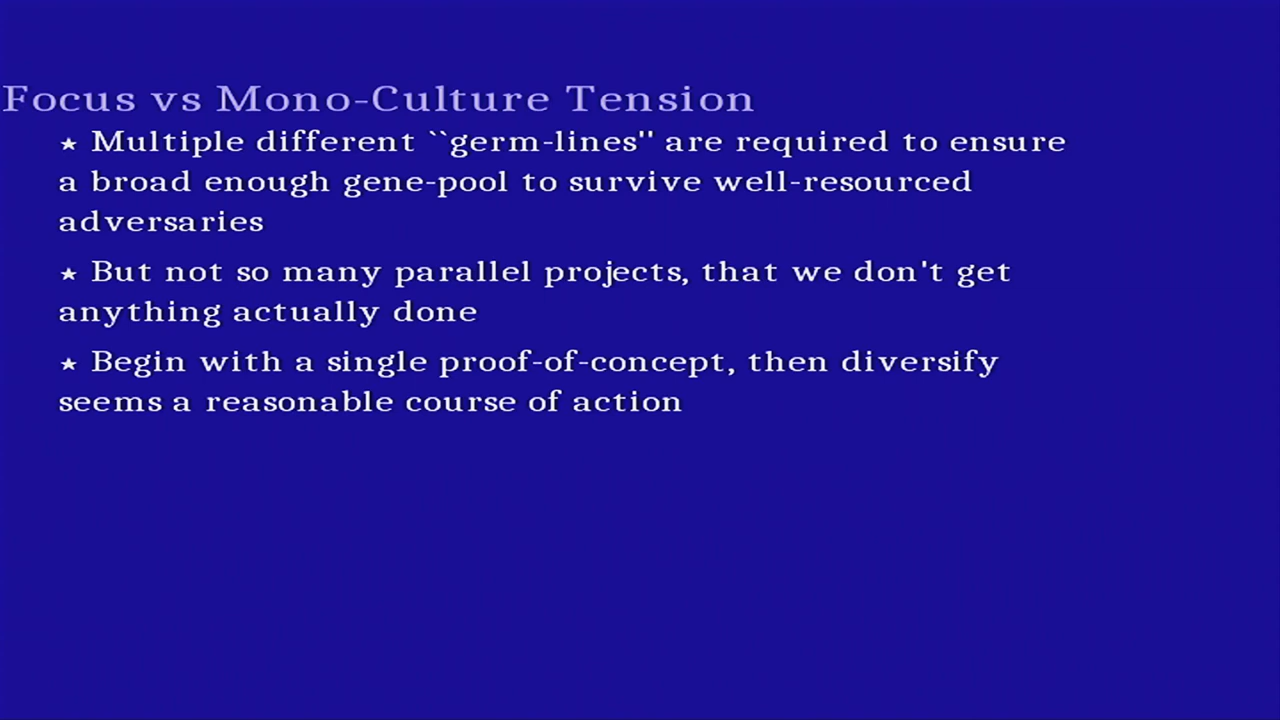 Focus vs Mono-Culture Tension
★ Multiple different ``germ-lines'' are required to ensure
a broad enough gene-pool to survive well-resourced
adversaries
★ But not so many parallel projects, that we don't get
anything actually done
★ Begin with a single proof-of-concept, then diversify
seems a reasonable course of action